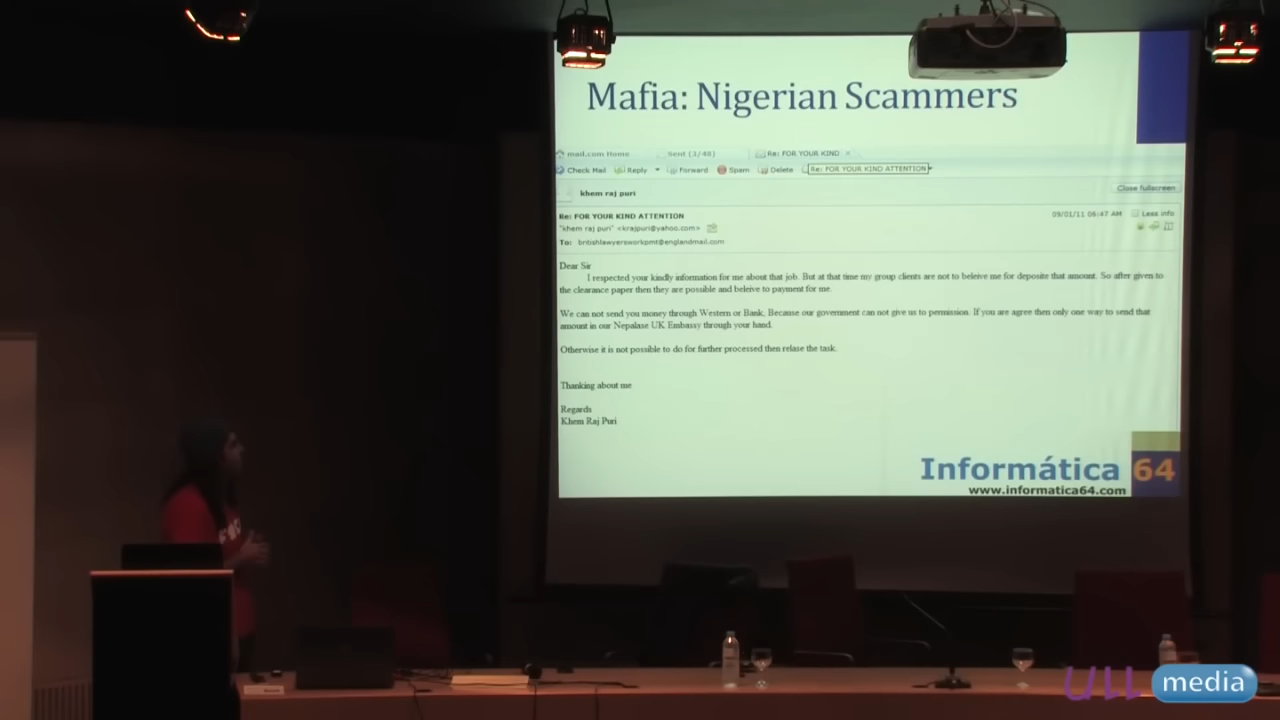 Mafia: Nigerian Scammers
mail.com Home Sent (3/48) Re: FOR YOUR KIND ×
Check Mail Reply Forward Spam Delete Re: FOR YOUR KIND ATTENTION
khem raj puri Close fullscreen
Re: FOR YOUR KIND ATTENTION 09/01/11 06:47 AM Less info
"khem raj puri" <krajpuri@yahoo.com>
To: britishlawyersworkpmt@englandmail.com
Dear Sir
I respected your kindly information for me about that job. But at that time my group clients are not to beleive me for deposite that amount. So after given to
the clearance paper then they are possible and beleive to payment for me.
We can not send you money through Western or Bank, Because our government can not give us to permission. If you are agree then only one way to send that
amount in our Nepalase UK Embassy through your hand.
Otherwise it is not possible to do for further processed then relase the task.
Thanking about me
Regards
Khem Raj Puri
Informática 64
www.informatica64.com
ULL media